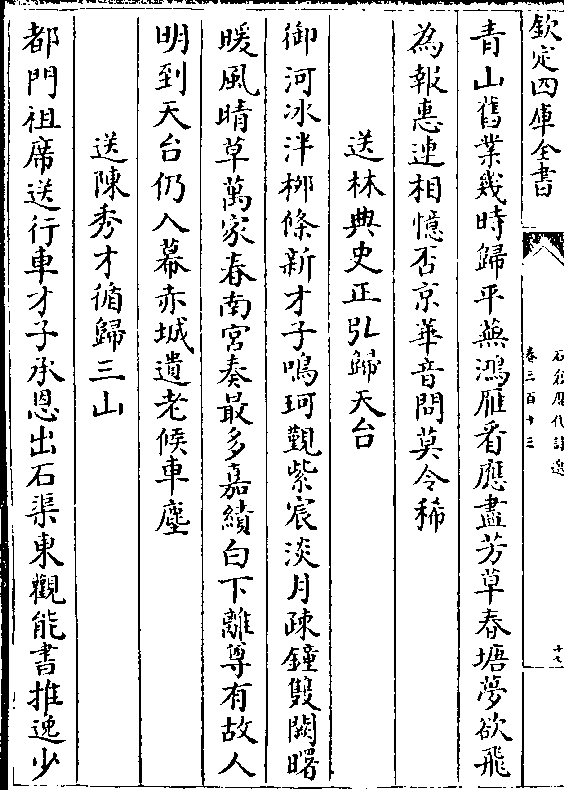 欽定四庫全書
石倉歷代詩選
卷三百十三
十七
青山舊業幾時歸平蕪鴻雁看應盡芳草春塘夢欲飛
為報惠連相憶否京華音問莫令稀
送林典史正弘歸天台
御河冰泮栁條新才子鳴珂覲紫宸淡月疎鐘雙闕曙
暖風晴草萬家春南宮奏最多嘉績白下離尊有故人
明到天台仍入幕赤城遺老候車塵
送陳秀才循歸三山
都門祖席送行車才子承恩出石渠東觀能書推逸少